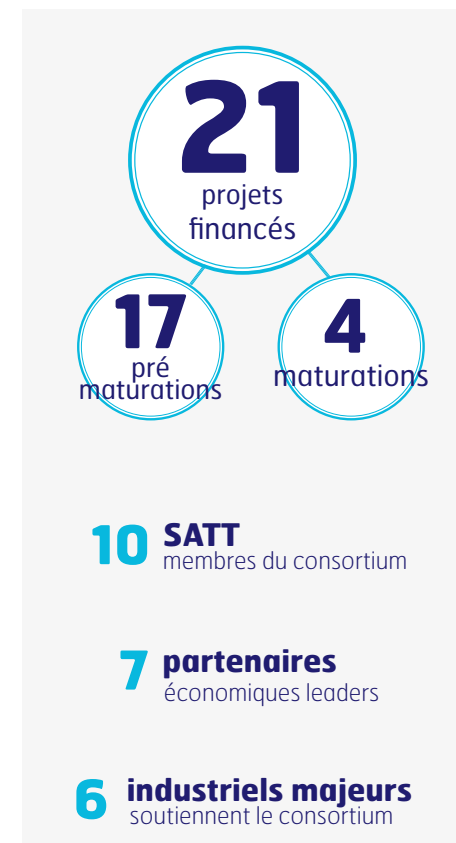 21
projets
financés
17
pré
maturations
4
maturations
10 SATT
membres du consortium
7 partenaires
économiques leaders
6 industriels majeurs
soutiennent le consortium